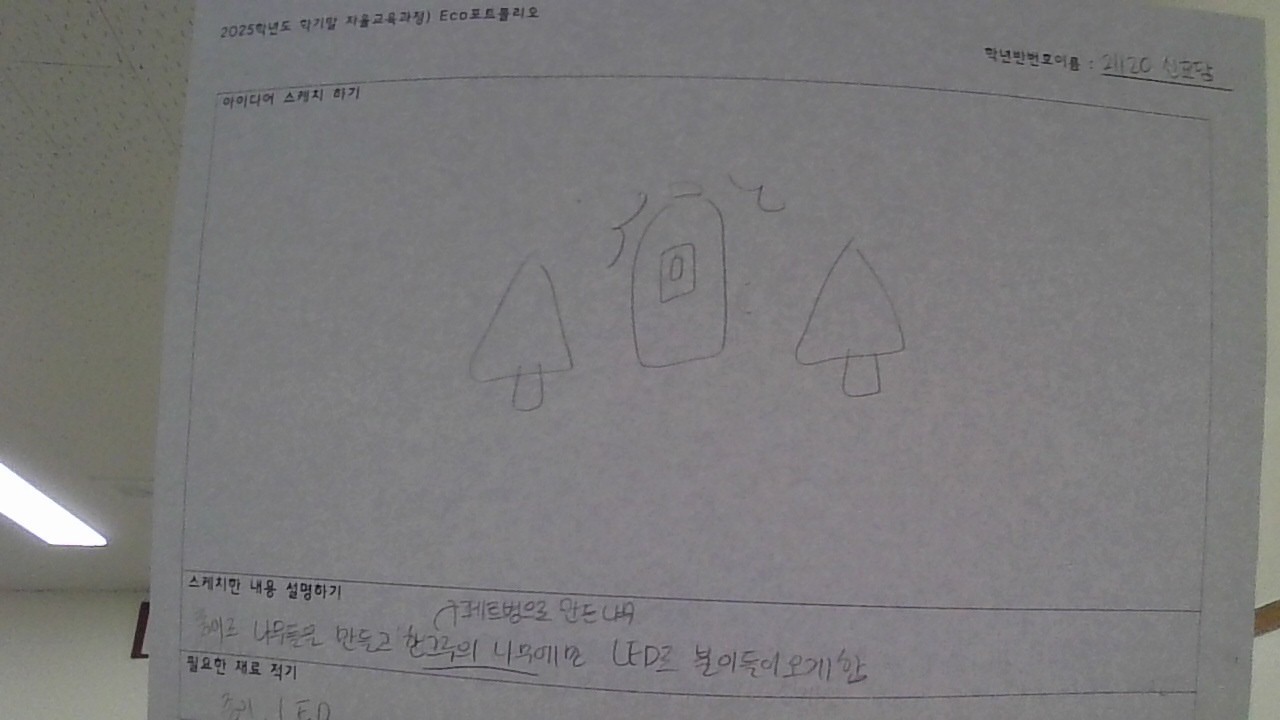 2025학년도 학기말 자율교육과정) Eco포트폴리오
학년반번호이름 : 21120 신
아이디어 스케치 하기
스케치한 내용 설명하기
페트병으로 만든 나무
종이로 나무들을 만들고 한그루의 나무에만 LED로 불이들어오게 함
필요한 재료 적기
종이, LED